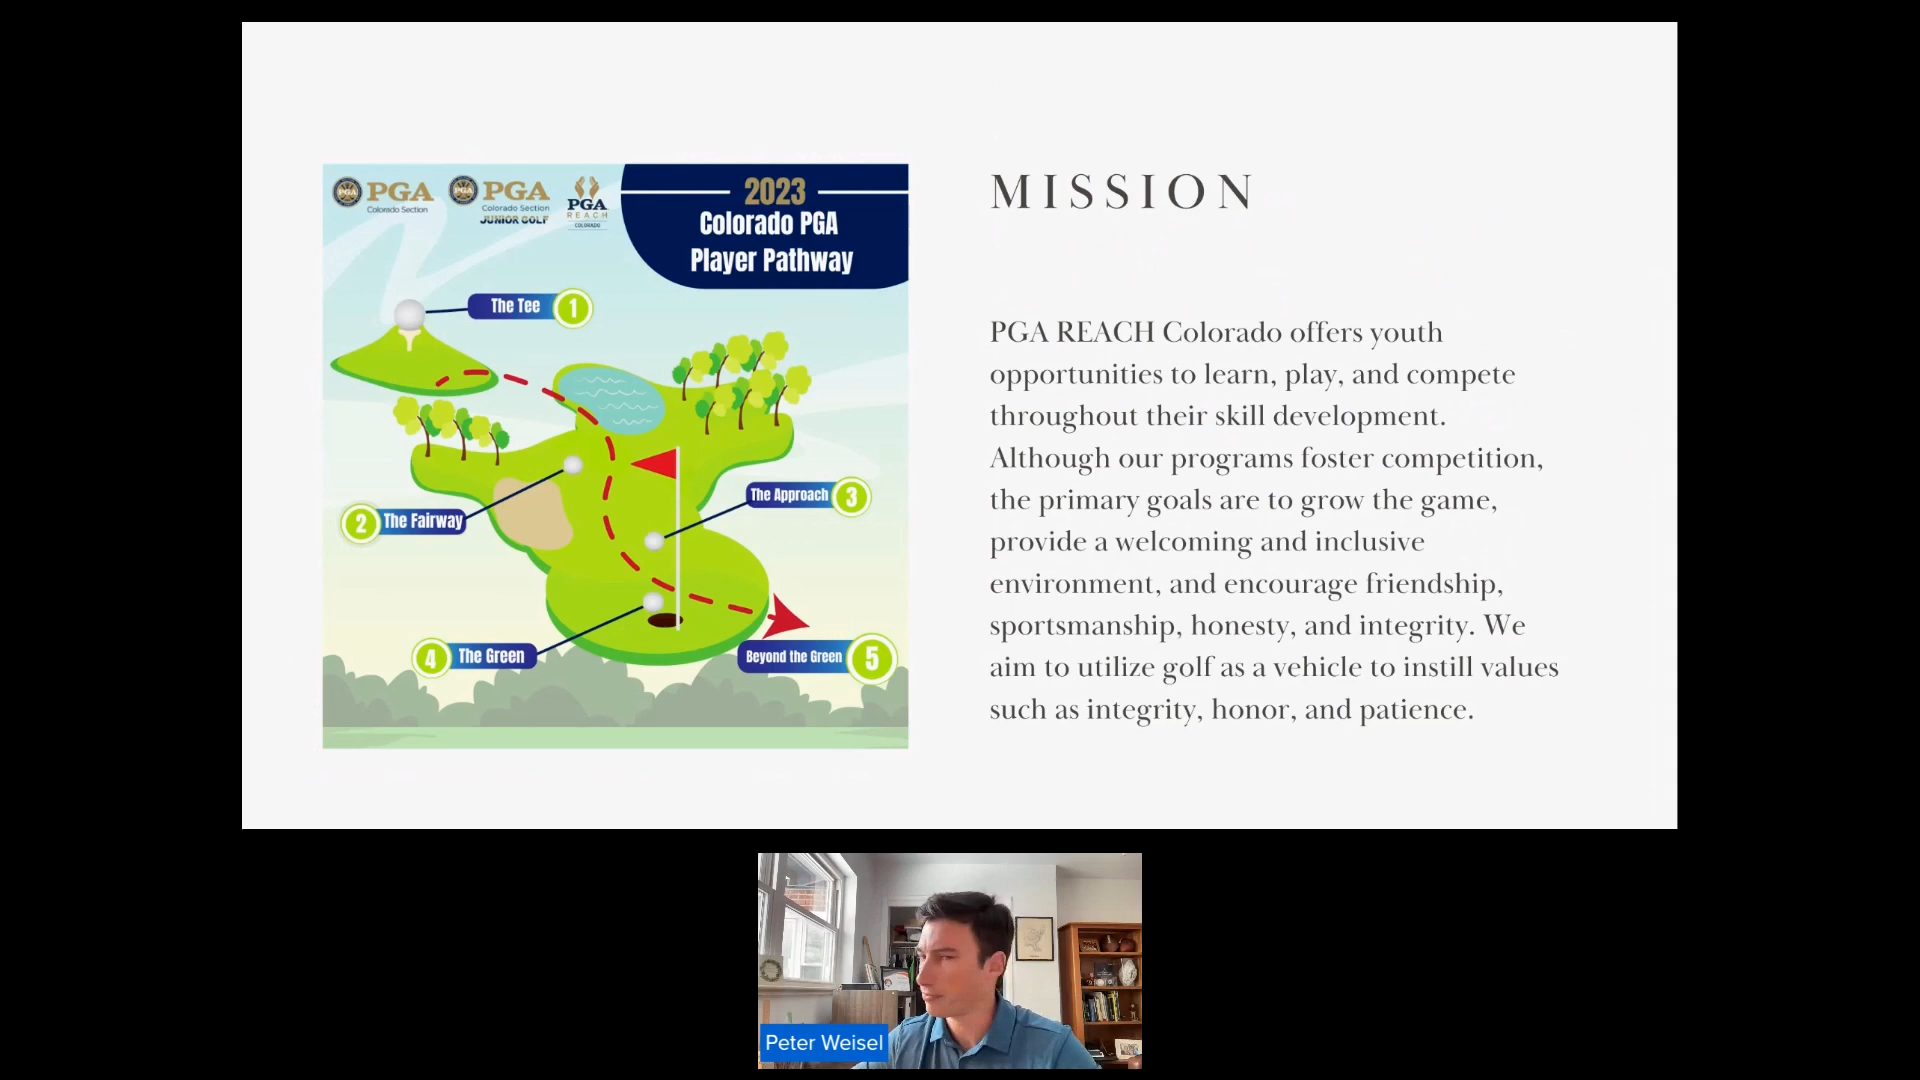 PGA
Colorado Section
PGA
Colorado Section
JUNIOR GOLF
PGA
REACH
COLORADO
2023
Colorado PGA
Player Pathway
The Tee 1
2 The Fairway
The Approach 3
4 The Green
Beyond the Green 5
MISSION
PGA REACH Colorado offers youth
opportunities to learn, play, and compete
throughout their skill development.
Although our programs foster competition,
the primary goals are to grow the game,
provide a welcoming and inclusive
environment, and encourage friendship,
sportsmanship, honesty, and integrity. We
aim to utilize golf as a vehicle to instill values
such as integrity, honor, and patience.
Peter Weisel